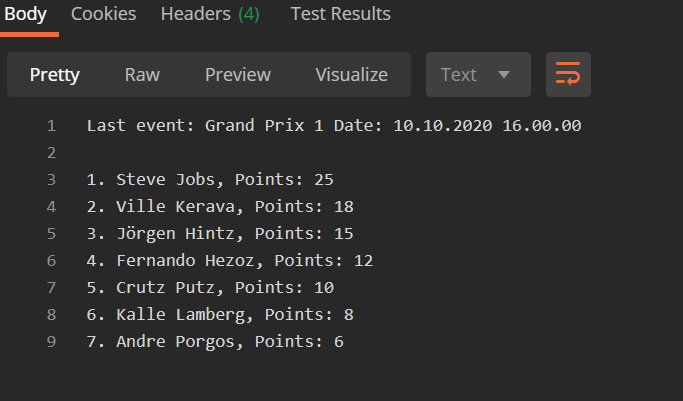 Body Cookies Headers (4) Test Results
Pretty Raw Preview Visualize Text
1 Last event: Grand Prix 1 Date: 10.10.2020 16.00.00
2
3 1. Steve Jobs, Points: 25
4 2. Ville Kerava, Points: 18
5 3. Jörgen Hintz, Points: 15
6 4. Fernando Hezoz, Points: 12
7 5. Crutz Putz, Points: 10
8 6. Kalle Lamberg, Points: 8
9 7. Andre Porgos, Points: 6